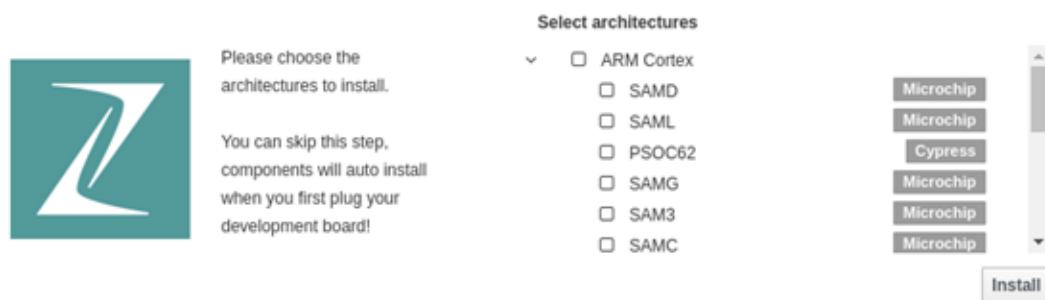 Select architectures
Please choose the
architectures to install.
You can skip this step,
components will auto install
when you first plug your
development board!
ARM Cortex
SAMD Microchip
SAML Microchip
PSOC62 Cypress
SAMG Microchip
SAM3 Microchip
SAMC Microchip
Install